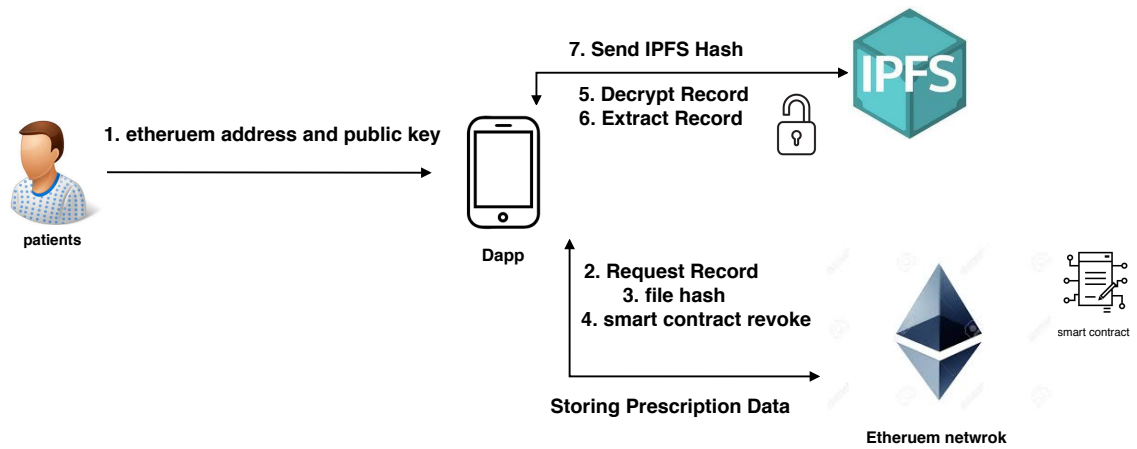 7. Send IPFS Hash
IPFS
5. Decrypt Record
6. Extract Record
1. etheruem address and public key
patients
Dapp
2. Request Record
3. file hash
4. smart contract revoke
smart contract
Storing Prescription Data
Etheruem netwrok